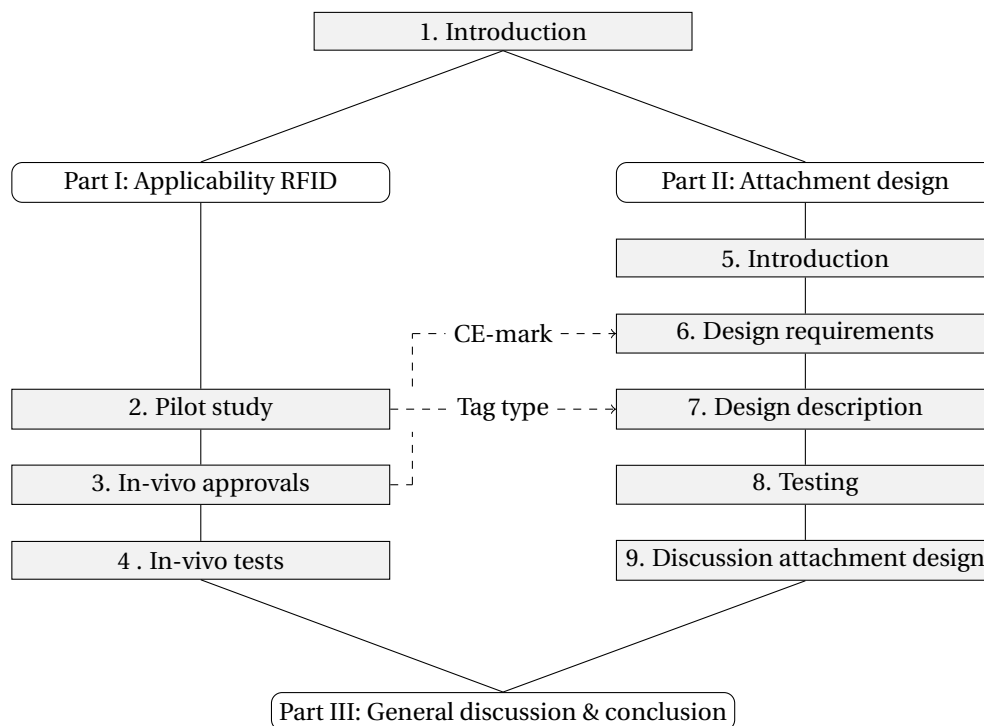 1. Introduction
Part I: Applicability RFID
Part II: Attachment design
5. Introduction
CE-mark
6. Design requirements
2. Pilot study
Tag type
7. Design description
3. In-vivo approvals
8. Testing
4 . In-vivo tests
9. Discussion attachment design
Part III: General discussion & conclusion